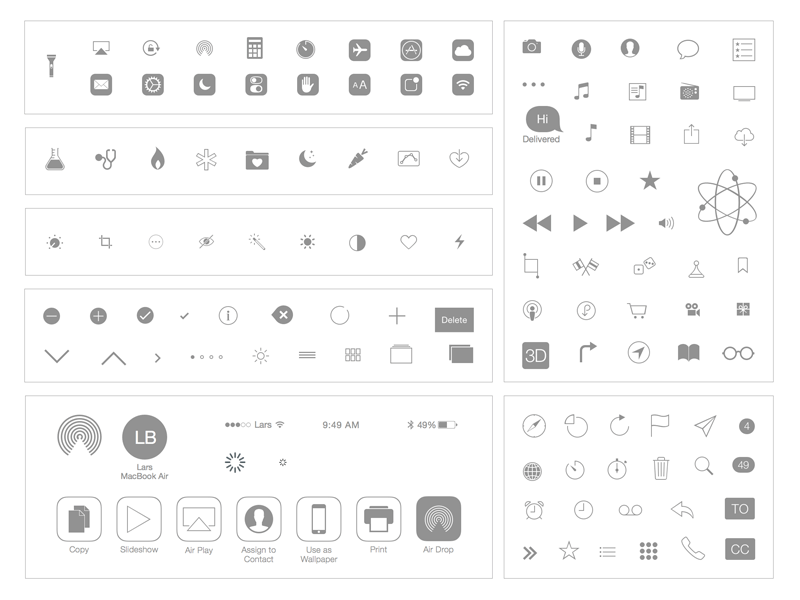 AA
Hi
Delivered
Delete
LB
Lars
MacBook Air
Lars
9:49 AM
49%
Copy
Slideshow
Air Play
Assign to
Contact
Use as
Wallpaper
Print
Air Drop
3D
4
49
TO
CC